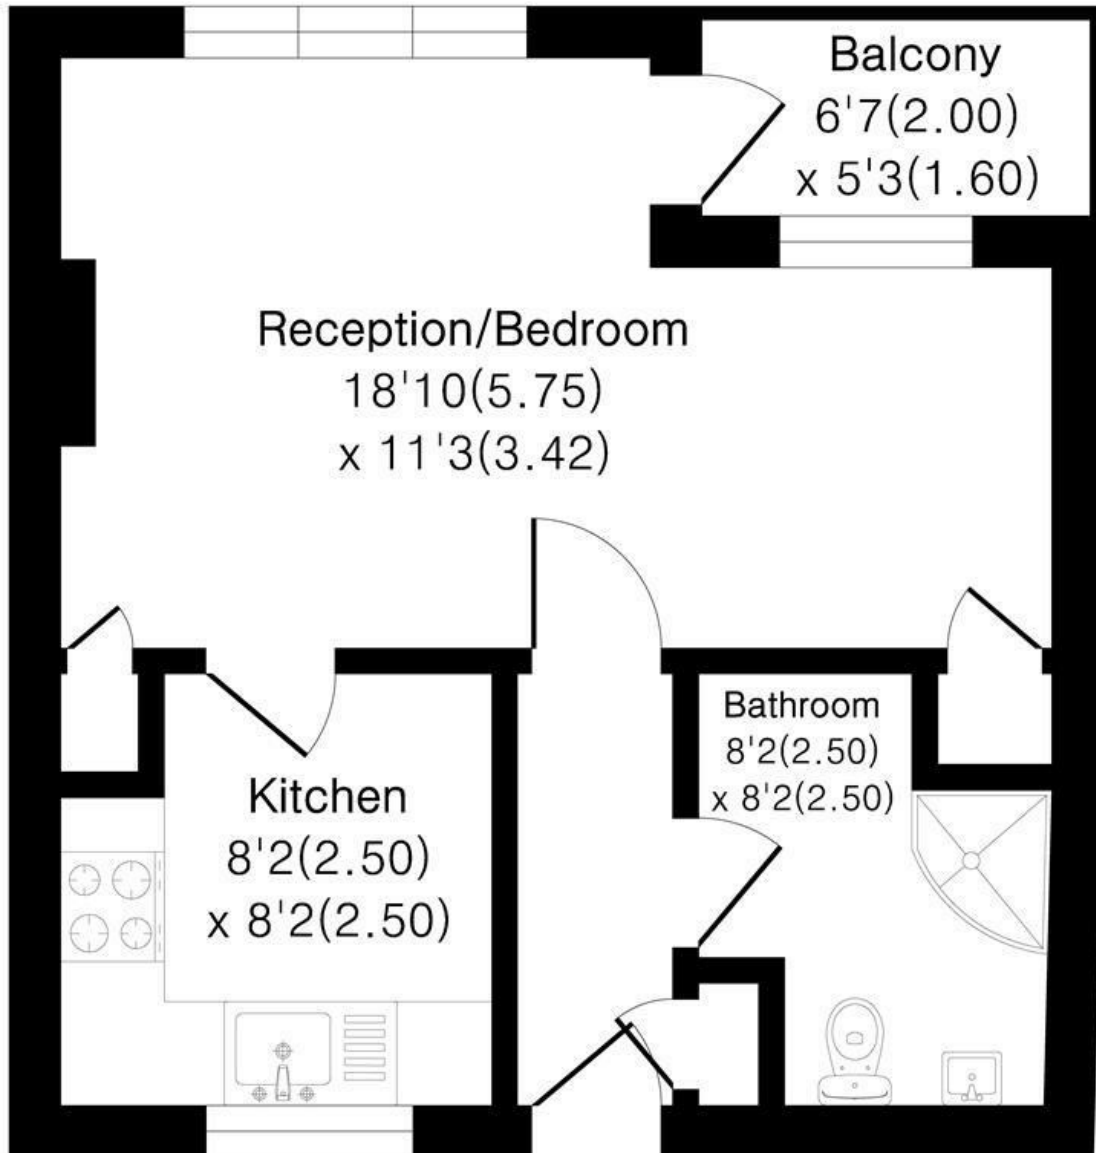 Balcony
6'7(2.00)
x 5'3(1.60)
Reception/Bedroom
18'10(5.75)
x 11'3(3.42)
Bathroom
8'2(2.50)
x 8'2(2.50)
Kitchen
8'2(2.50)
x 8'2(2.50)